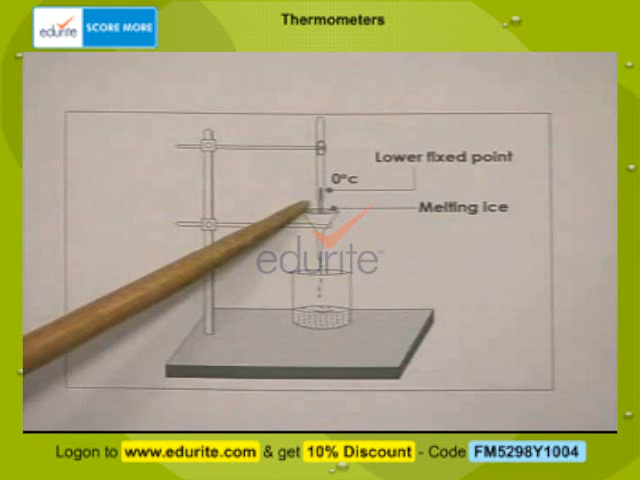 edurite
SCORE MORE
Thermometers
Lower fixed point
0°c
Melting ice
edurite
Logon to www.edurite.com & get 10% Discount - Code FM5298Y1004